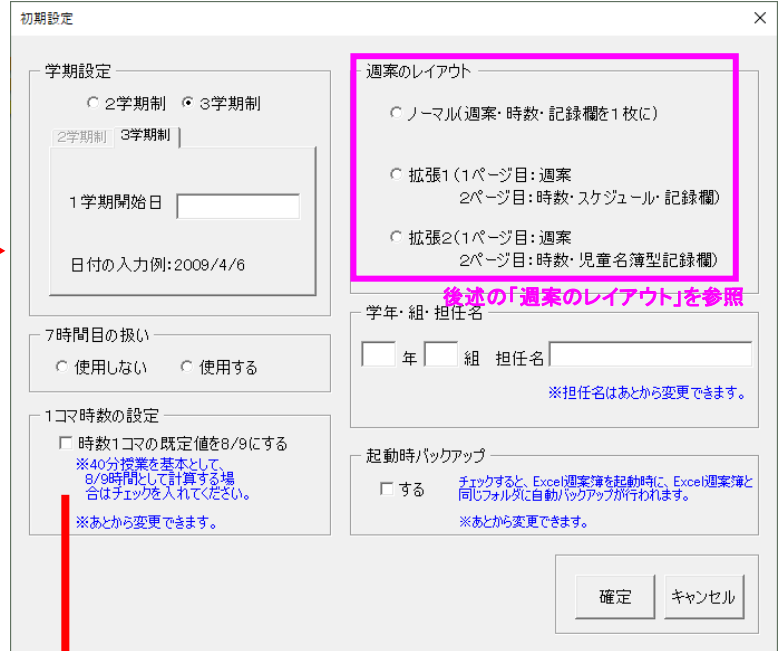 初期設定
学期設定
2学期制 3学期制
2学期制 3学期制
1学期開始日
日付の入力例:2009/4/6
7時間目の扱い
使用しない 使用する
1コマ時数の設定
時数1コマの既定値を8/9にする
※40分授業を基本として、
8/9時間として計算する場
合はチェックを入れてください。
※あとから変更できます。
週案のレイアウト
ノーマル(週案・時数・記録欄を1枚に)
拡張1(1ページ目:週案
2ページ目:時数・スケジュール・記録欄)
拡張2(1ページ目:週案
2ページ目:時数・児童名簿型記録欄)
後述の「週案のレイアウト」を参照
学年・組・担任名
年 組 担任名
※担任名はあとから変更できます。
起動時バックアップ
する
チェックすると、Excel週案簿を起動時に、Excel週案簿と
同じフォルダに自動バックアップが行われます。
※あとから変更できます。
確定 キャンセル